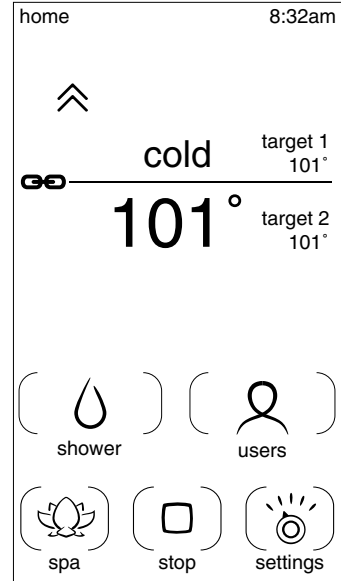 home 8:32am
cold
target 1
101°
101°
target 2
101°
shower users
spa stop settings